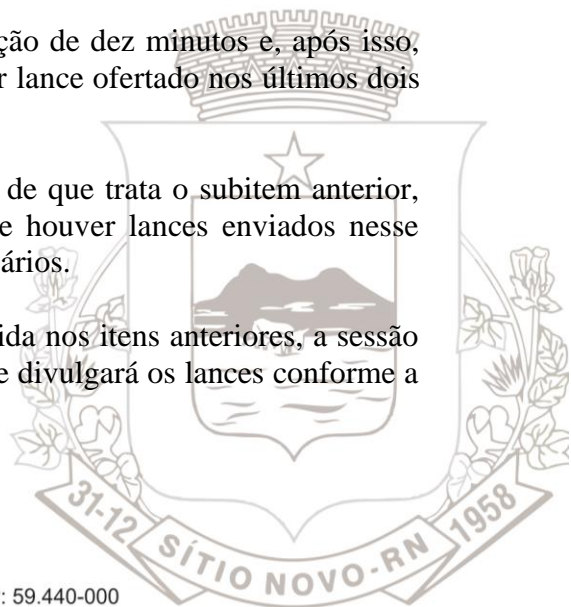 ção de dez minutos e, após isso,
r lance ofertado nos últimos dois
de que trata o subitem anterior,
e houver lances enviados nesse
ários.
ida nos itens anteriores, a sessão
e divulgará os lances conforme a
31-12 SÍTIO NOVO-RN 1958
: 59.440-000